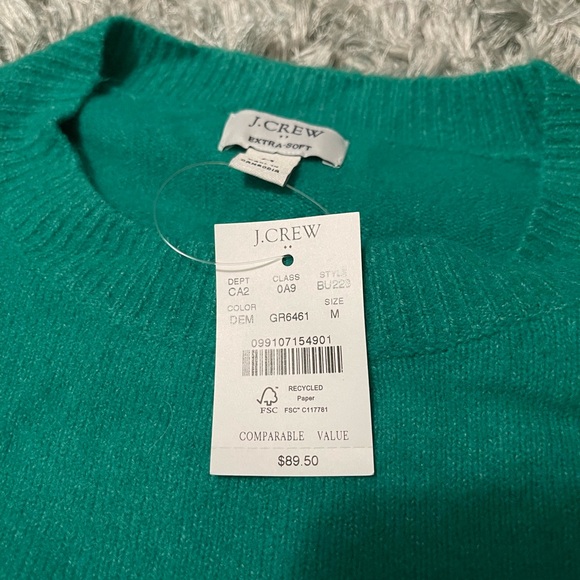 J.CREW
EXTRA-SOFT
CAMBODIA
J.CREW
DEPT CLASS STYLE
CA2 0A9 BU223
COLOR SIZE
DEM GR6461 M
099107154901
RECYCLED
Paper
FSC FSC® C117781
COMPARABLE VALUE
$89.50